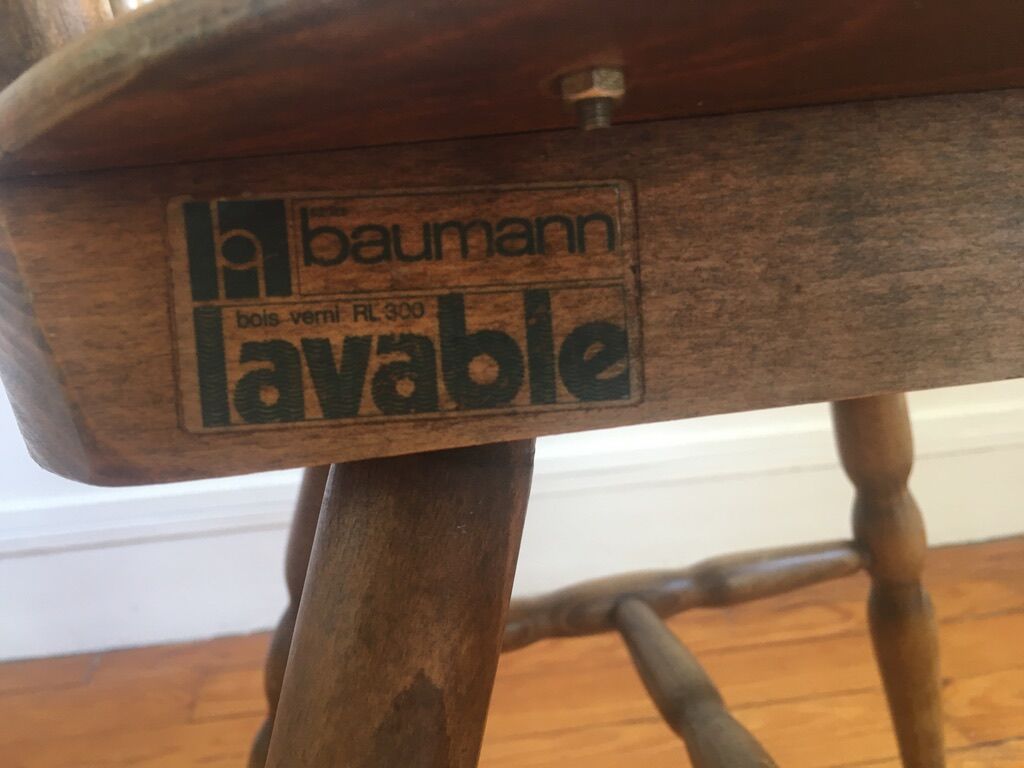 baumann
bois verni RL 300
lavable